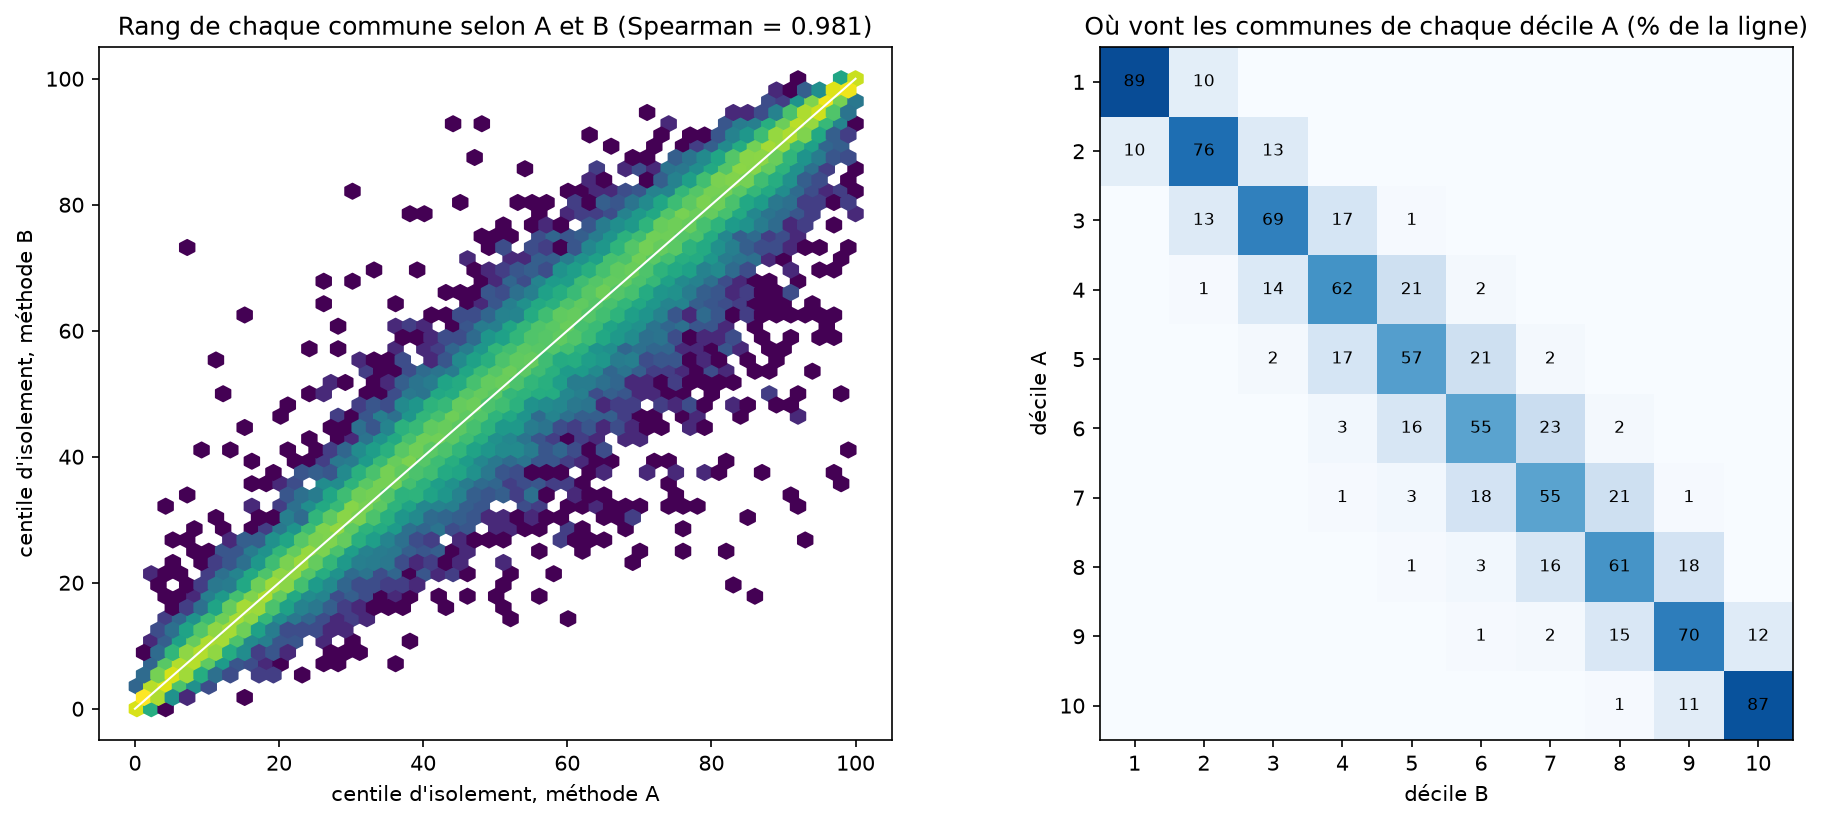 Rang de chaque commune selon A et B (Spearman = 0.981)
100
80
60
40
20
0
centile d'isolement, méthode B
0 20 40 60 80 100
centile d'isolement, méthode A
Où vont les communes de chaque décile A (% de la ligne)
décile A
1 89 10
2 10 76 13
3 13 69 17 1
4 1 14 62 21 2
5 2 17 57 21 2
6 3 16 55 23 2
7 1 3 18 55 21 1
8 1 3 16 61 18
9 1 2 15 70 12
10 1 11 87
1 2 3 4 5 6 7 8 9 10
décile B